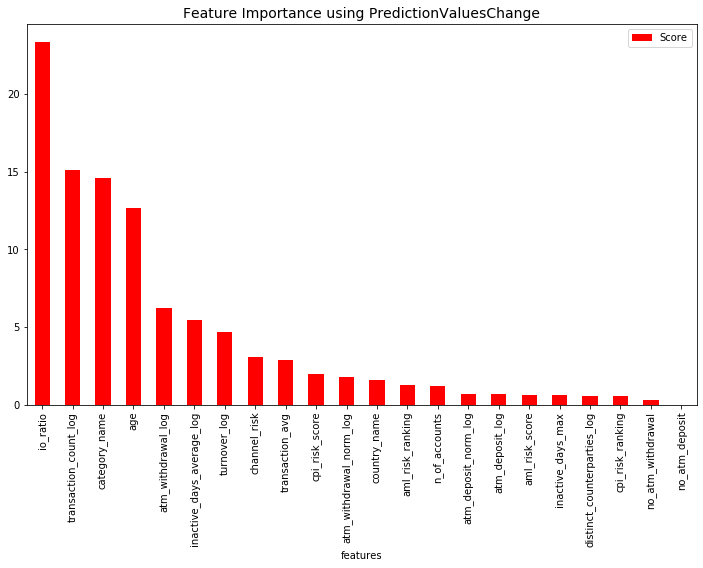 Feature Importance using PredictionValuesChange
Score
20
15
10
5
0
io_ratio
transaction_count_log
category_name
age
atm_withdrawal_log
inactive_days_average_log
turnover_log
channel_risk
transaction_avg
cpi_risk_score
atm_withdrawal_norm_log
country_name
aml_risk_ranking
n_of_accounts
atm_deposit_norm_log
atm_deposit_log
aml_risk_score
inactive_days_max
distinct_counterparties_log
cpi_risk_ranking
no_atm_withdrawal
no_atm_deposit
features